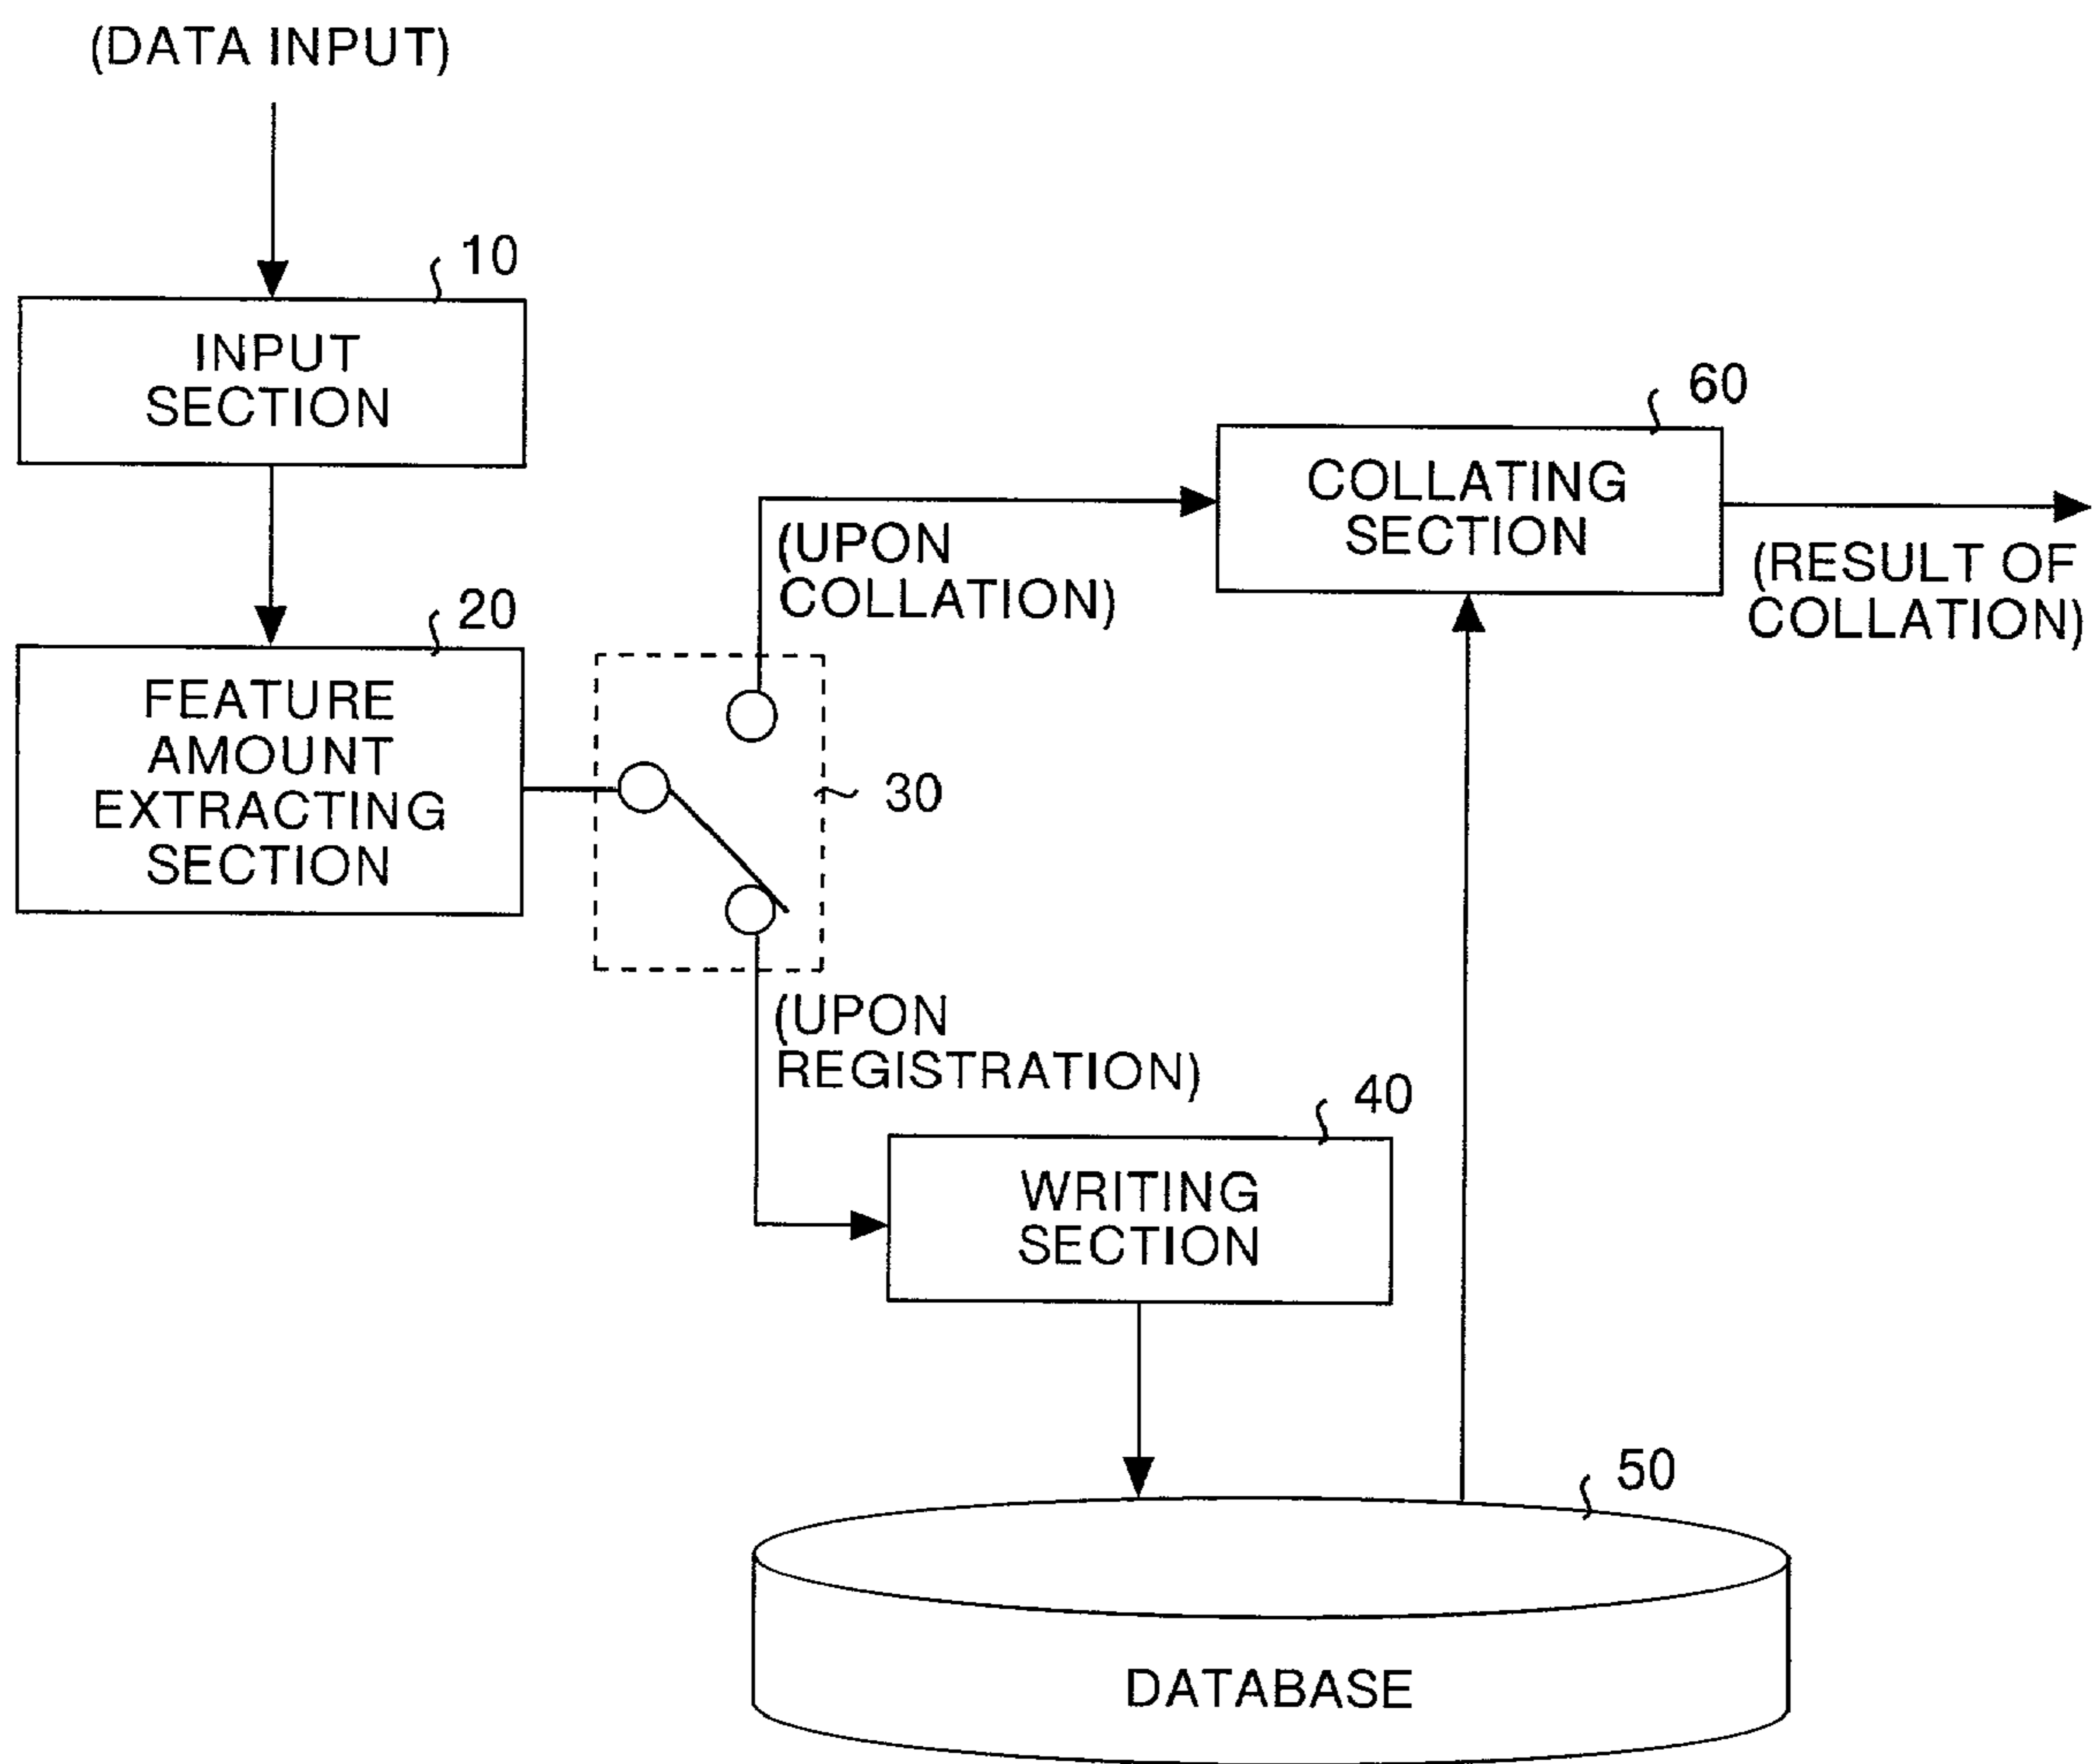 (DATA INPUT)
10
INPUT
SECTION
20
FEATURE
AMOUNT
EXTRACTING
SECTION
30
(UPON
COLLATION)
60
COLLATING
SECTION
(RESULT OF
COLLATION)
(UPON
REGISTRATION)
40
WRITING
SECTION
50
DATABASE